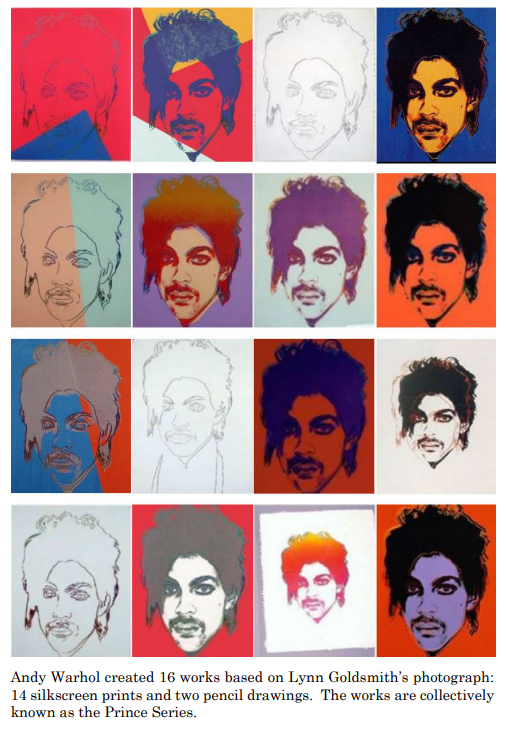 Andy Warhol created 16 works based on Lynn Goldsmith's photograph:
14 silkscreen prints and two pencil drawings.  The works are collectively
known as the Prince Series.